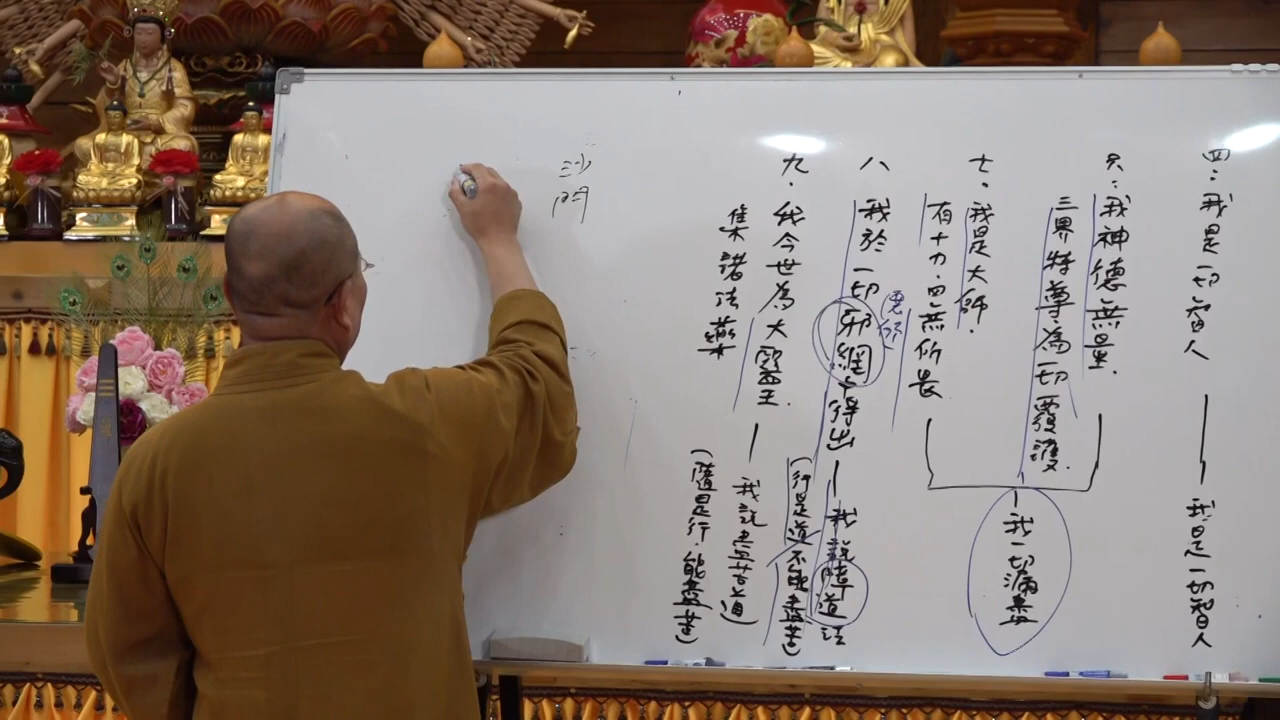 四.我是一切智人—我是一切智人
六.我神德無量.
三界特尊.為一切覆護.
七.我是大師.
有十力.四無所畏
—我一切漏盡
八 我於一切邪網中得出—我說障道法
(行是道不能盡苦)
九.我今世為大醫王.
集諸法藥—我說盡苦道
(隨是行.能盡苦)
沙門